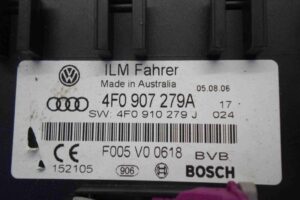 ILM Fahrer
Made in Australia
05.08.06
4F0 907 279A 17
SW: 4F0 910 279 J 024
F005 V0 0618 BVB
CE 152105 906 BOSCH